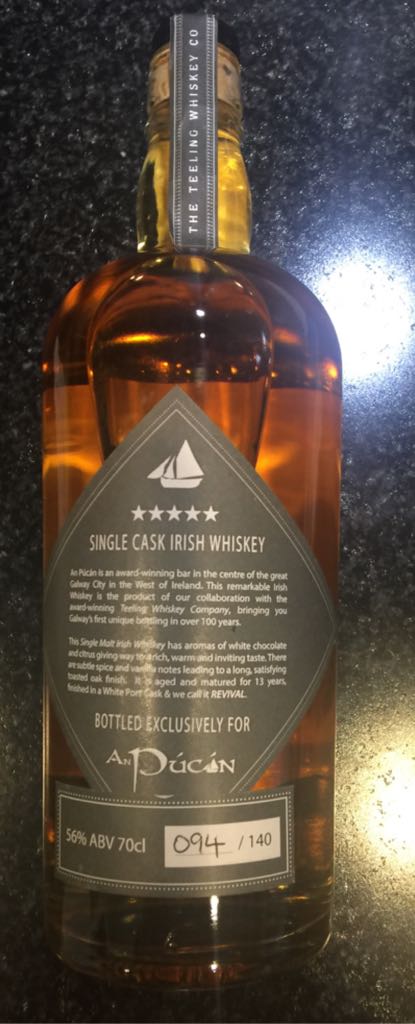 THE TEELING WHISKEY CO
SINGLE CASK IRISH WHISKEY
An Púcán is an award-winning bar in the centre of the great
Galway City in the West of Ireland. This remarkable Irish
Whiskey is the product of our collaboration with the
award-winning Teeling Whiskey Company, bringing you
Galway's first unique bottling in over 100 years.
This Single Malt Irish Whiskey has aromas of white chocolate
and citrus giving way to a rich, warm and inviting taste. There
are subtle spice and vanilla notes leading to a long, satisfying
toasted oak finish. It is aged and matured for 13 years,
finished in a White Port Cask & we call it REVIVAL.
BOTTLED EXCLUSIVELY FOR
An Púcán
56% ABV 70cl 094 / 140